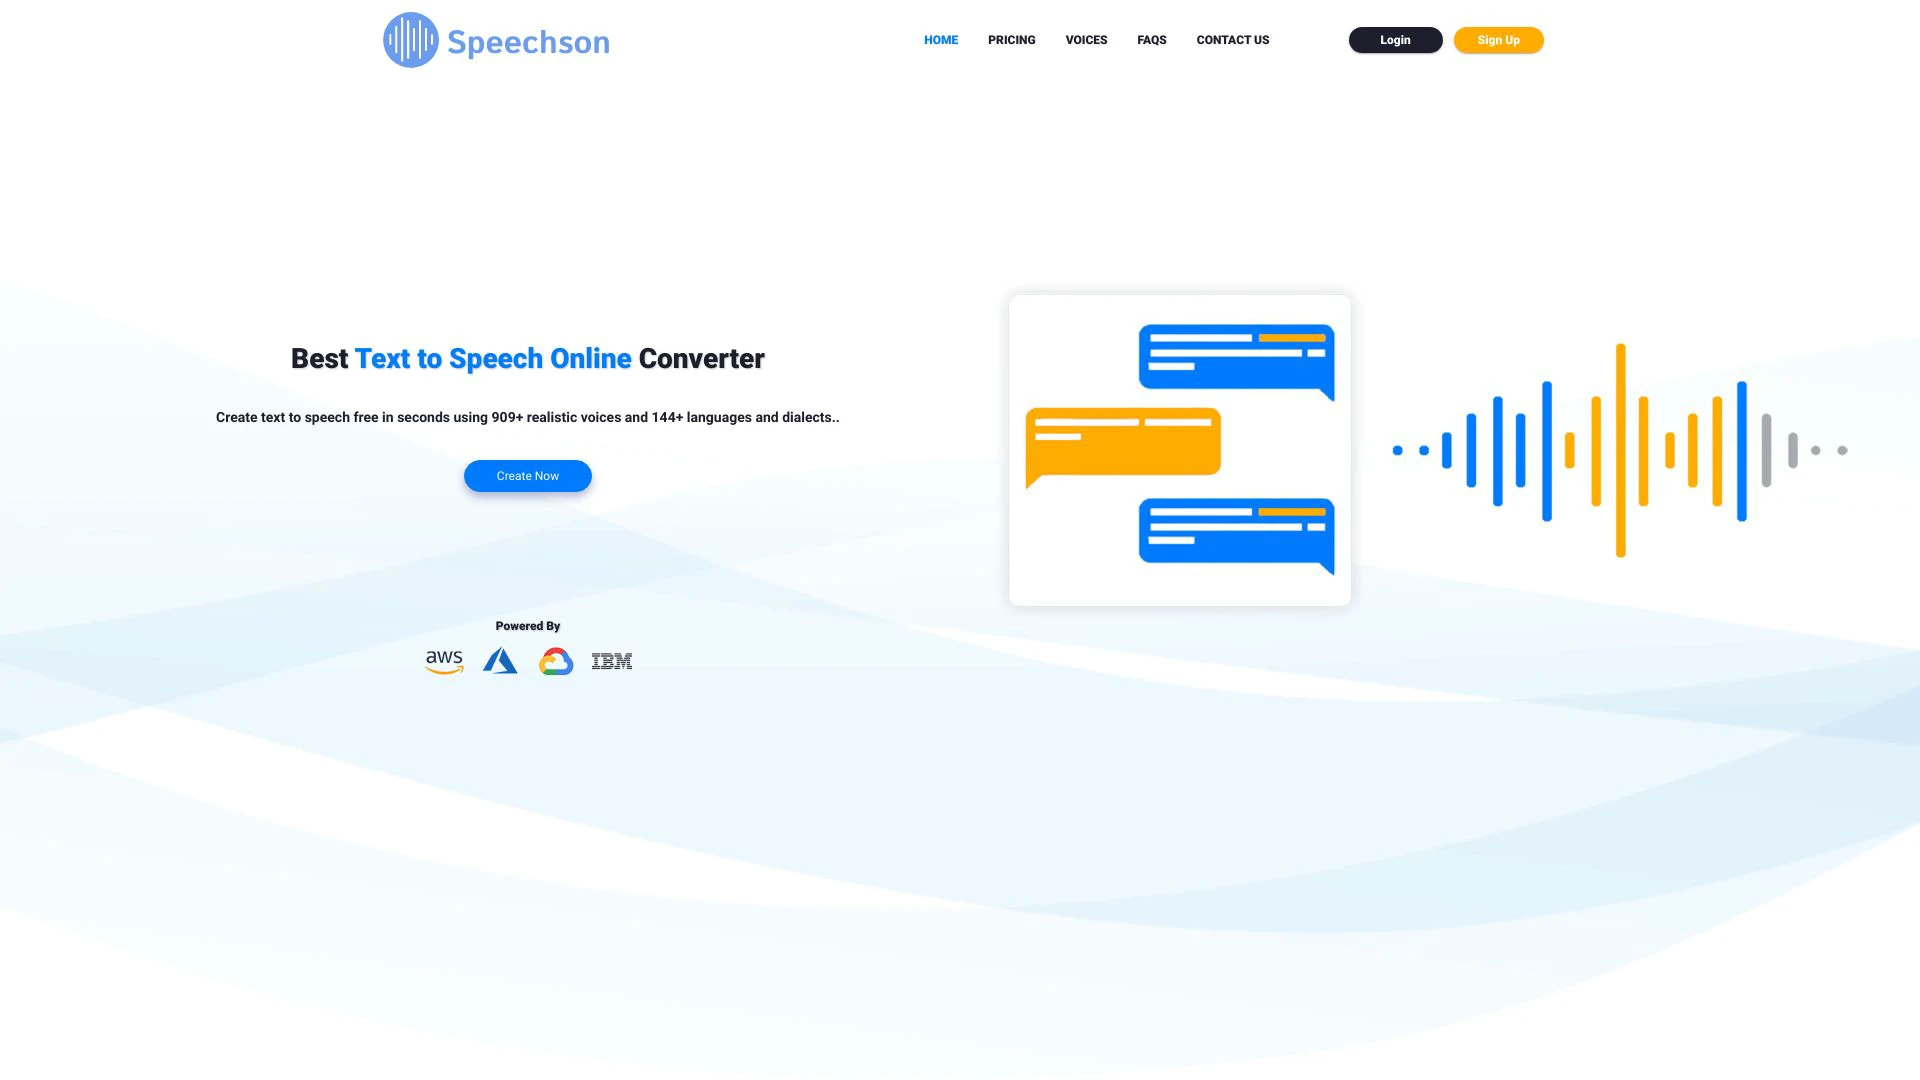 Speechson
HOME PRICING VOICES FAQS CONTACT US Login Sign Up
Best Text to Speech Online Converter
Create text to speech free in seconds using 909+ realistic voices and 144+ languages and dialects..
Create Now
Powered By
aws IBM